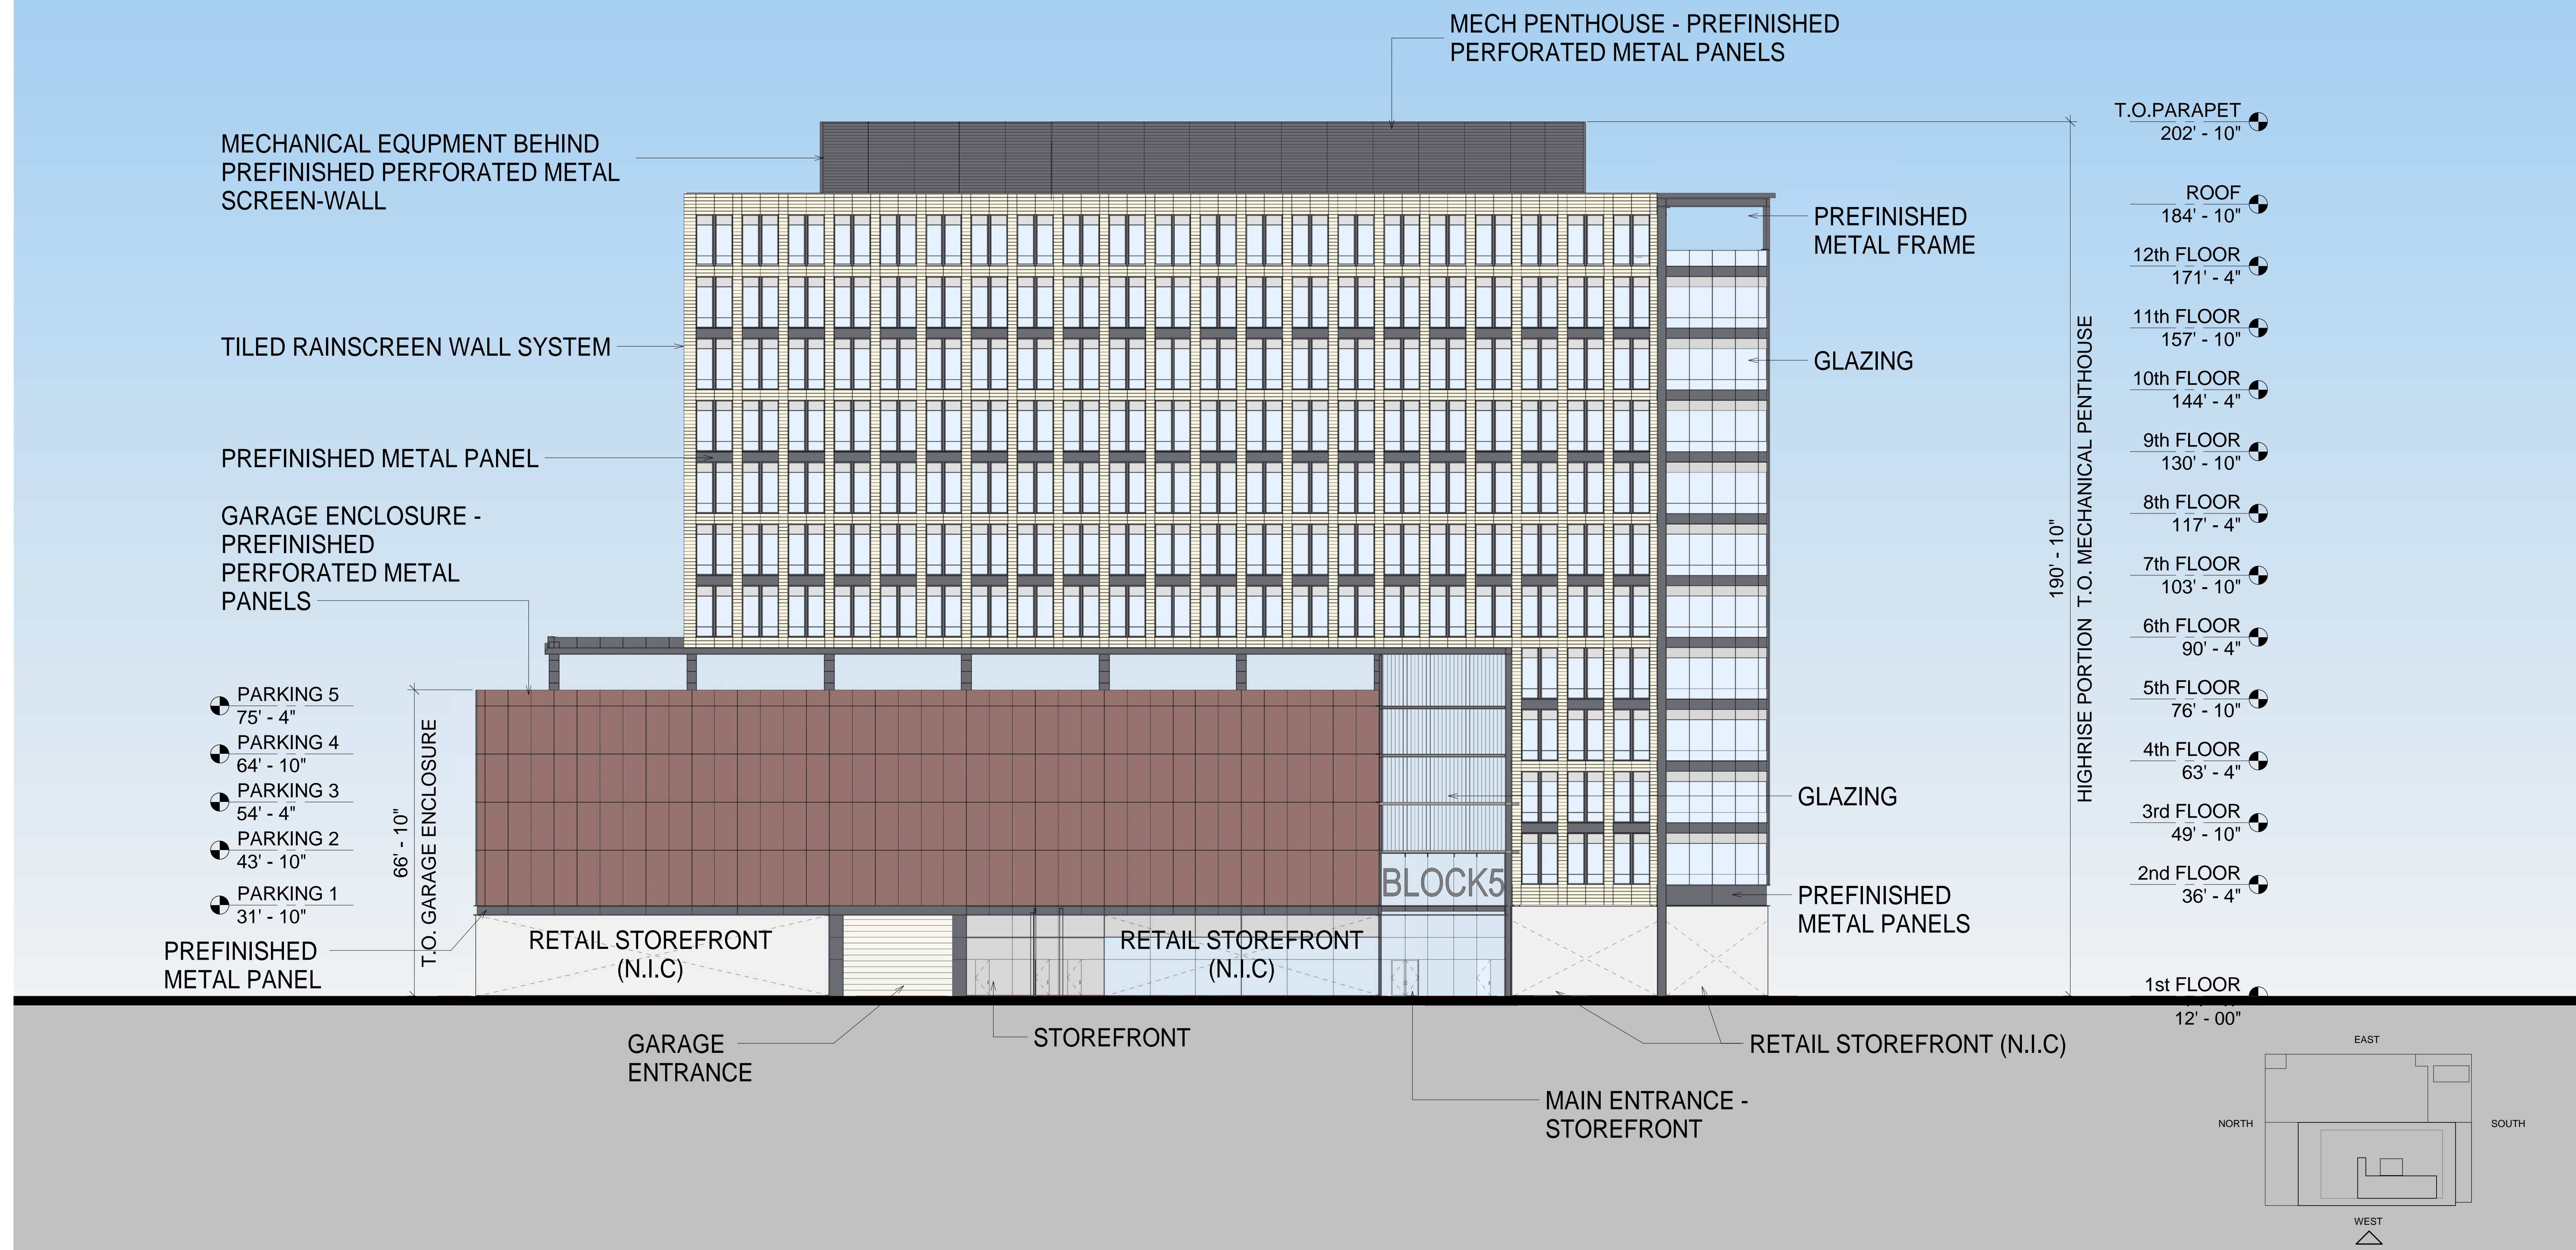 MECH PENTHOUSE - PREFINISHED
PERFORATED METAL PANELS
MECHANICAL EQUPMENT BEHIND
PREFINISHED PERFORATED METAL
SCREEN-WALL
TILED RAINSCREEN WALL SYSTEM
PREFINISHED METAL PANEL
GARAGE ENCLOSURE -
PREFINISHED
PERFORATED METAL
PANELS
PARKING 5
75' - 4"
PARKING 4
64' - 10"
PARKING 3
54' - 4"
PARKING 2
43' - 10"
PARKING 1
31' - 10"
PREFINISHED
METAL PANEL
66' - 10"
T.O. GARAGE ENCLOSURE
RETAIL STOREFRONT
(N.I.C)
RETAIL STOREFRONT
(N.I.C)
BLOCK5
GARAGE
ENTRANCE
STOREFRONT
MAIN ENTRANCE -
STOREFRONT
RETAIL STOREFRONT (N.I.C)
PREFINISHED
METAL FRAME
GLAZING
GLAZING
PREFINISHED
METAL PANELS
190' - 10"
HIGHRISE PORTION T.O. MECHANICAL PENTHOUSE
T.O.PARAPET
202' - 10"
ROOF
184' - 10"
12th FLOOR
171' - 4"
11th FLOOR
157' - 10"
10th FLOOR
144' - 4"
9th FLOOR
130' - 10"
8th FLOOR
117' - 4"
7th FLOOR
103' - 10"
6th FLOOR
90' - 4"
5th FLOOR
76' - 10"
4th FLOOR
63' - 4"
3rd FLOOR
49' - 10"
2nd FLOOR
36' - 4"
1st FLOOR
12' - 00"
EAST
NORTH
SOUTH
WEST